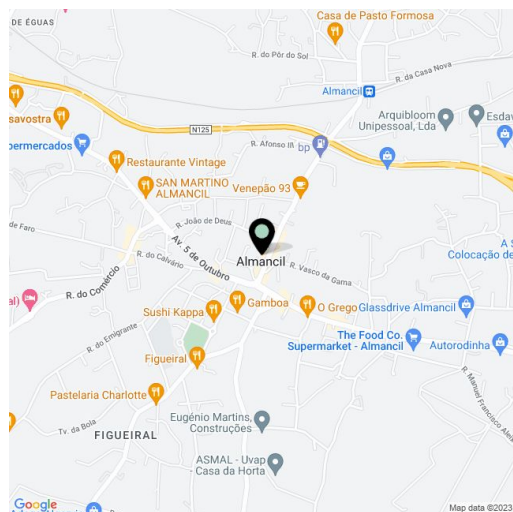 DE ÉGUAS
Casa de Pasto Formosa
R. do Pôr do Sol
R. da Casa Nova
Almancil
Arquibloom
Unipessoal, Lda
Esdav
savostra
N125
R. Afonso III
bp
permercados
Restaurante Vintage
SAN MARTINO
ALMANCIL
Venepão 93
R. João de Deus
de Faro
Av. 5 de Outubro
A S
Colocação de
R. do Calvário
Almancil
R. Vasco da Gama
al)
R. do Comércio
Gamboa
O Grego
Glassdrive Almancil
Sushi Kappa
R. do Emigrante
The Food Co.
Supermarket - Almancil
Autorodinha
Figueiral
R. Manuel Francisco Aleix
Pastelaria Charlotte
Tv. da Bola
Eugénio Martins,
Construções
FIGUEIRAL
ASMAL - Uvap
- Casa da Horta
Google
Map data ©2023